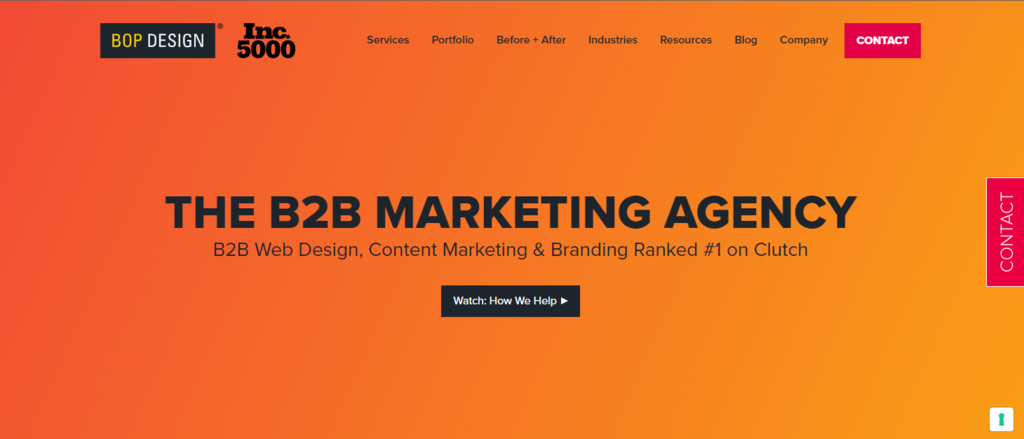 BOP DESIGN®
Inc.
5000
Services Portfolio Before + After Industries Resources Blog Company CONTACT
THE B2B MARKETING AGENCY
B2B Web Design, Content Marketing & Branding Ranked #1 on Clutch
Watch: How We Help ►
CONTACT